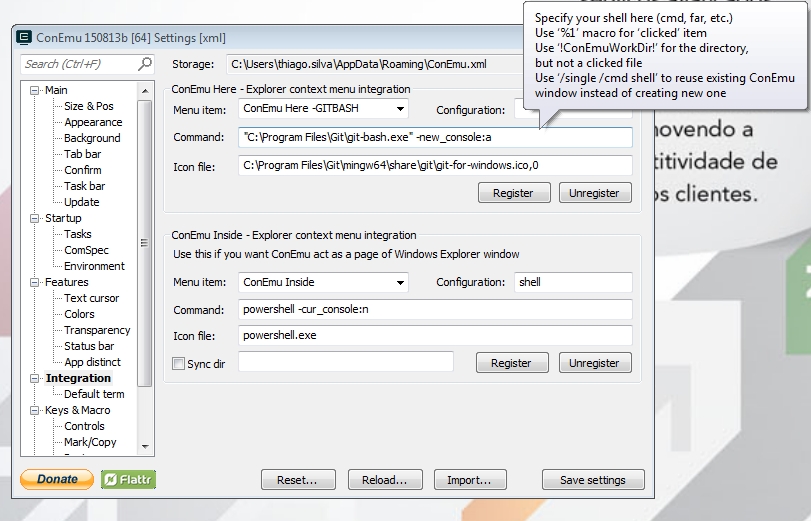 ConEmu 150813b [64] Settings [xml]
Specify your shell here (cmd, far, etc.)
Use '%1' macro for 'clicked' item
Use '!ConEmuWorkDir!' for the directory,
but not a clicked file
Use '/single /cmd shell' to reuse existing ConEmu
window instead of creating new one
Search (Ctrl+F)
Storage: C:\Users\thiago.silva\AppData\Roaming\ConEmu.xml
Main
Size & Pos
Appearance
Background
Tab bar
Confirm
Task bar
Update
Startup
Tasks
ComSpec
Environment
Features
Text cursor
Colors
Transparency
Status bar
App distinct
Integration
Default term
Keys & Macro
Controls
Mark/Copy
ConEmu Here - Explorer context menu integration
Menu item: ConEmu Here -GITBASH Configuration:
Command: "C:\Program Files\Git\git-bash.exe" -new_console:a
Icon file: C:\Program Files\Git\mingw64\share\git\git-for-windows.ico,0
Register Unregister
ConEmu Inside - Explorer context menu integration
Use this if you want ConEmu act as a page of Windows Explorer window
Menu item: ConEmu Inside Configuration: shell
Command: powershell -cur_console:n
Icon file: powershell.exe
Sync dir Register Unregister
Donate Flattr Reset... Reload... Import... Save settings
movendo a
titividade de
os clientes.